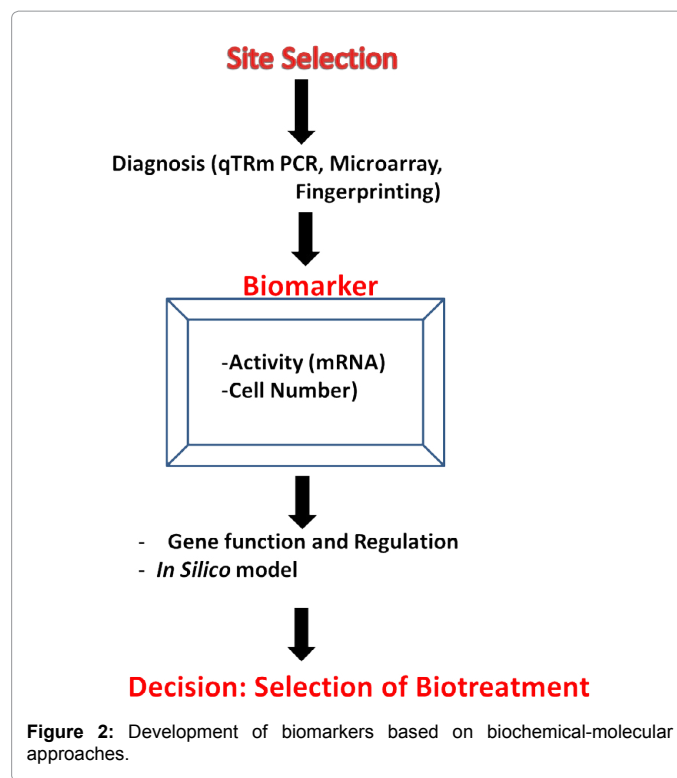 Site Selection
Diagnosis (qTRm PCR, Microarray,
Fingerprinting)
Biomarker
-Activity (mRNA)
-Cell Number)
- Gene function and Regulation
- In Silico model
Decision: Selection of Biotreatment
Figure 2: Development of biomarkers based on biochemical-molecular
approaches.